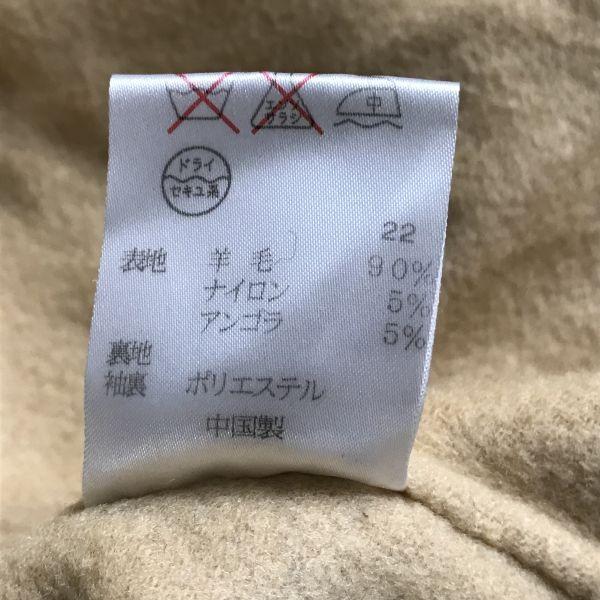 エンソ
サラシ
中
ドライ
セキユ系
22
表地 羊毛 90%
ナイロン 5%
アンゴラ 5%
裏地
袖裏 ポリエステル
中国製